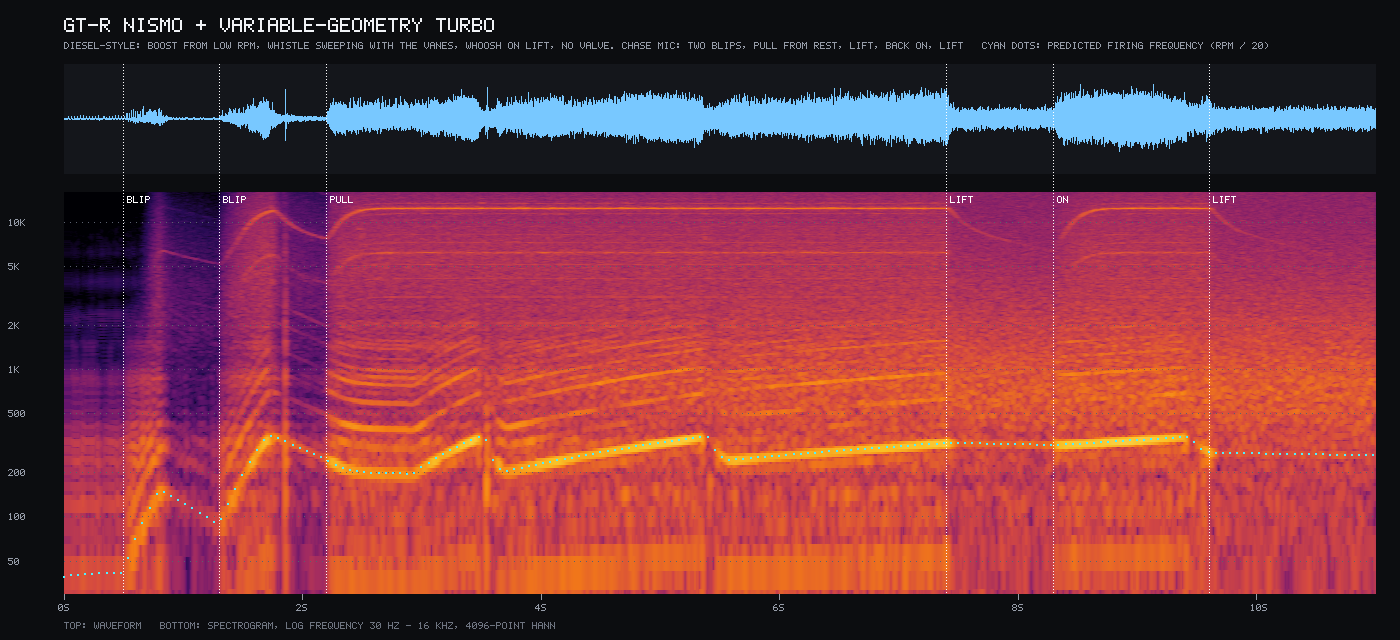 GT-R NISMO + VARIABLE-GEOMETRY TURBO
DIESEL-STYLE: BOOST FROM LOW RPM, WHISTLE SWEEPING WITH THE VANES, WHOOSH ON LIFT, NO VALVE. CHASE MIC: TWO BLIPS, PULL FROM REST, LIFT, BACK ON, LIFT   CYAN DOTS: PREDICTED FIRING FREQUENCY (RPM / 20)
BLIP BLIP PULL LIFT ON LIFT
10K
5K
2K
1K
500
200
100
50
0S 2S 4S 6S 8S 10S
TOP: WAVEFORM   BOTTOM: SPECTROGRAM, LOG FREQUENCY 30 HZ - 16 KHZ, 4096-POINT HANN